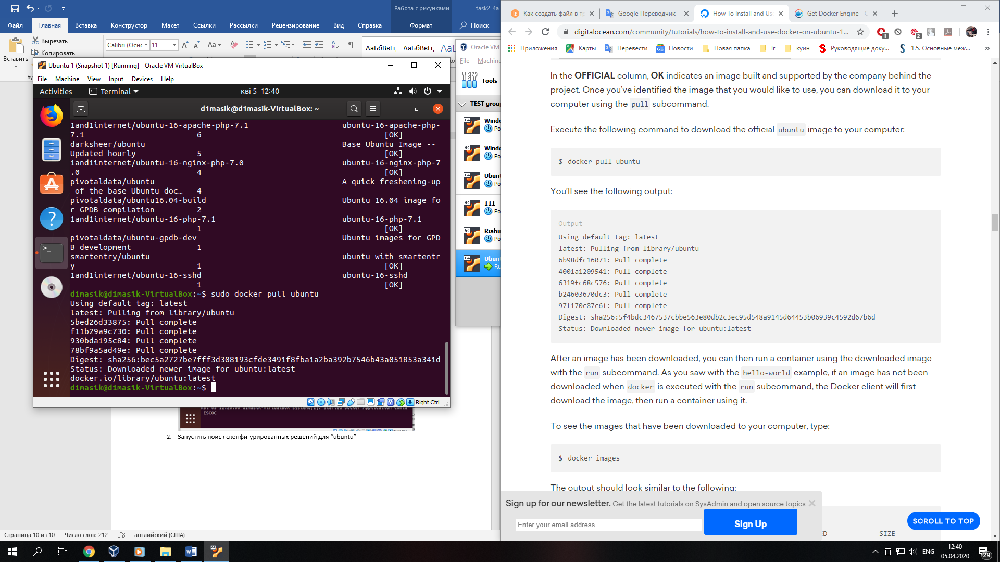 Работа с рисунками
task2_4a
Файл
Главная
Вставка
Конструктор
Макет
Ссылки
Рассылки
Рецензирование
Вид
Справка
Формат
Поиск
Вставить
Вырезать
Копировать
Calibri (Оснс
11
Aa
АаБбВвГг,
АаБбВвГг,
Oracle VM
File
Machine
Tools
TEST grou
Windo
Po
Windo
Po
Ubunt
Po
111
Po
Riahu
Po
Ubunt
Ru
Ubuntu 1 (Snapshot 1) [Running] - Oracle VM VirtualBox
File Machine View Input Devices Help
Activities
Terminal
кві 5 12:40
d1masik@d1masik-VirtualBox: ~
1and1internet/ubuntu-16-apache-php-7.1 ubuntu-16-apache-php-
7.1 6 [OK]
darksheer/ubuntu Base Ubuntu Image --
Updated hourly 5 [OK]
1and1internet/ubuntu-16-nginx-php-7.0 ubuntu-16-nginx-php-7
.0 4 [OK]
pivotaldata/ubuntu A quick freshening-up
of the base Ubuntu doc… 4
pivotaldata/ubuntu16.04-build Ubuntu 16.04 image fo
r GPDB compilation 2
1and1internet/ubuntu-16-php-7.1 ubuntu-16-php-7.1
1 [OK]
pivotaldata/ubuntu-gpdb-dev Ubuntu images for GPD
B development 1
smartentry/ubuntu ubuntu with smartentr
y 1 [OK]
1and1internet/ubuntu-16-sshd ubuntu-16-sshd
1 [OK]
d1masik@d1masik-VirtualBox:~$ sudo docker pull ubuntu
Using default tag: latest
latest: Pulling from library/ubuntu
5bed26d33875: Pull complete
f11b29a9c730: Pull complete
930bda195c84: Pull complete
78bf9a5ad49e: Pull complete
Digest: sha256:bec5a2727be7fff3d308193cfde3491f8fba1a2ba392b7546b43a051853a341d
Status: Downloaded newer image for ubuntu:latest
docker.io/library/ubuntu:latest
d1masik@d1masik-VirtualBox:~$
Right Ctrl
ESCOC
2. Запустить поиск сконфигурированных решений для “ubuntu”
Страница 10 из 10
Число слов: 212
английский (США)
Как создать файл в тр
Google Переводчик
How To Install and Us
Get Docker Engine - C
digitalocean.com/community/tutorials/how-to-install-and-use-docker-on-ubuntu-1...
Приложения
Карты
Перевести
Новости
Новая папка
lr
куин
Руководящие доку...
1.5. Основные меж...
In the OFFICIAL column, OK indicates an image built and supported by the company behind the
project. Once you’ve identified the image that you would like to use, you can download it to your
computer using the pull subcommand.
Execute the following command to download the official ubuntu image to your computer:
$ docker pull ubuntu
You’ll see the following output:
Output
Using default tag: latest
latest: Pulling from library/ubuntu
6b98dfc16071: Pull complete
4001a1209541: Pull complete
6319fc68c576: Pull complete
b24603670dc3: Pull complete
97f170c87c6f: Pull complete
Digest: sha256:5f4bdc3467537cbbe563e80db2c3ec95d548a9145d64453b06939c4592d67b6d
Status: Downloaded newer image for ubuntu:latest
After an image has been downloaded, you can then run a container using the downloaded image
with the run subcommand. As you saw with the hello-world example, if an image has not been
downloaded when docker is executed with the run subcommand, the Docker client will first
download the image, then run a container using it.
To see the images that have been downloaded to your computer, type:
$ docker images
The output should look similar to the following:
ED SIZE
Sign up for our newsletter. Get the latest tutorials on SysAdmin and open source topics.
Enter your email address
Sign Up
SCROLL TO TOP
ENG
12:40
05.04.2020
29